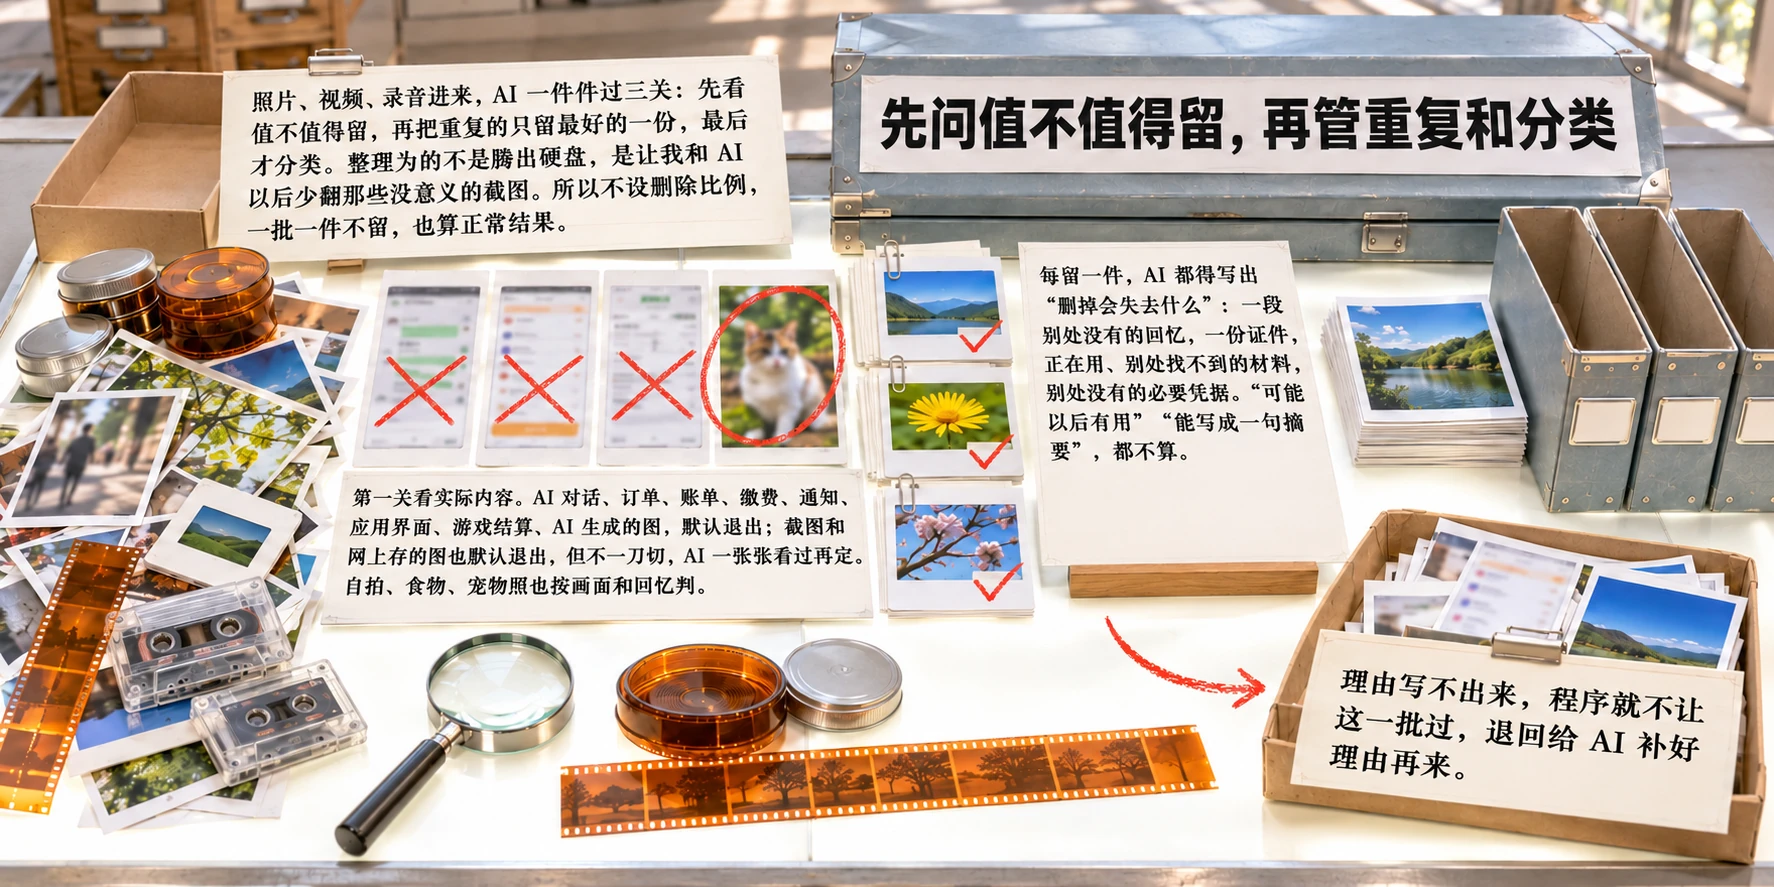 先问值不值得留，再管重复和分类
照片、视频、录音进来，AI 一件件过三关：先看
值不值得留，再把重复的只留最好的一份，最后
才分类。整理为的不是腾出硬盘，是让我和 AI
以后少翻那些没意义的截图。所以不设删除比例，
一批一件不留，也算正常结果。
第一关看实际内容。AI 对话、订单、账单、缴费、通知、
应用界面、游戏结算、AI 生成的图，默认退出；截图和
网上存的图也默认退出，但不一刀切，AI 一张张看过再定。
自拍、食物、宠物照也按画面和回忆判。
每留一件，AI 都得写出
“删掉会失去什么”：一段
别处没有的回忆，一份证件，
正在用、别处找不到的材料，
别处没有的必要凭据。“可能
以后有用”“能写成一句摘
要”，都不算。
理由写不出来，程序就不让
这一批过，退回给 AI 补好
理由再来。